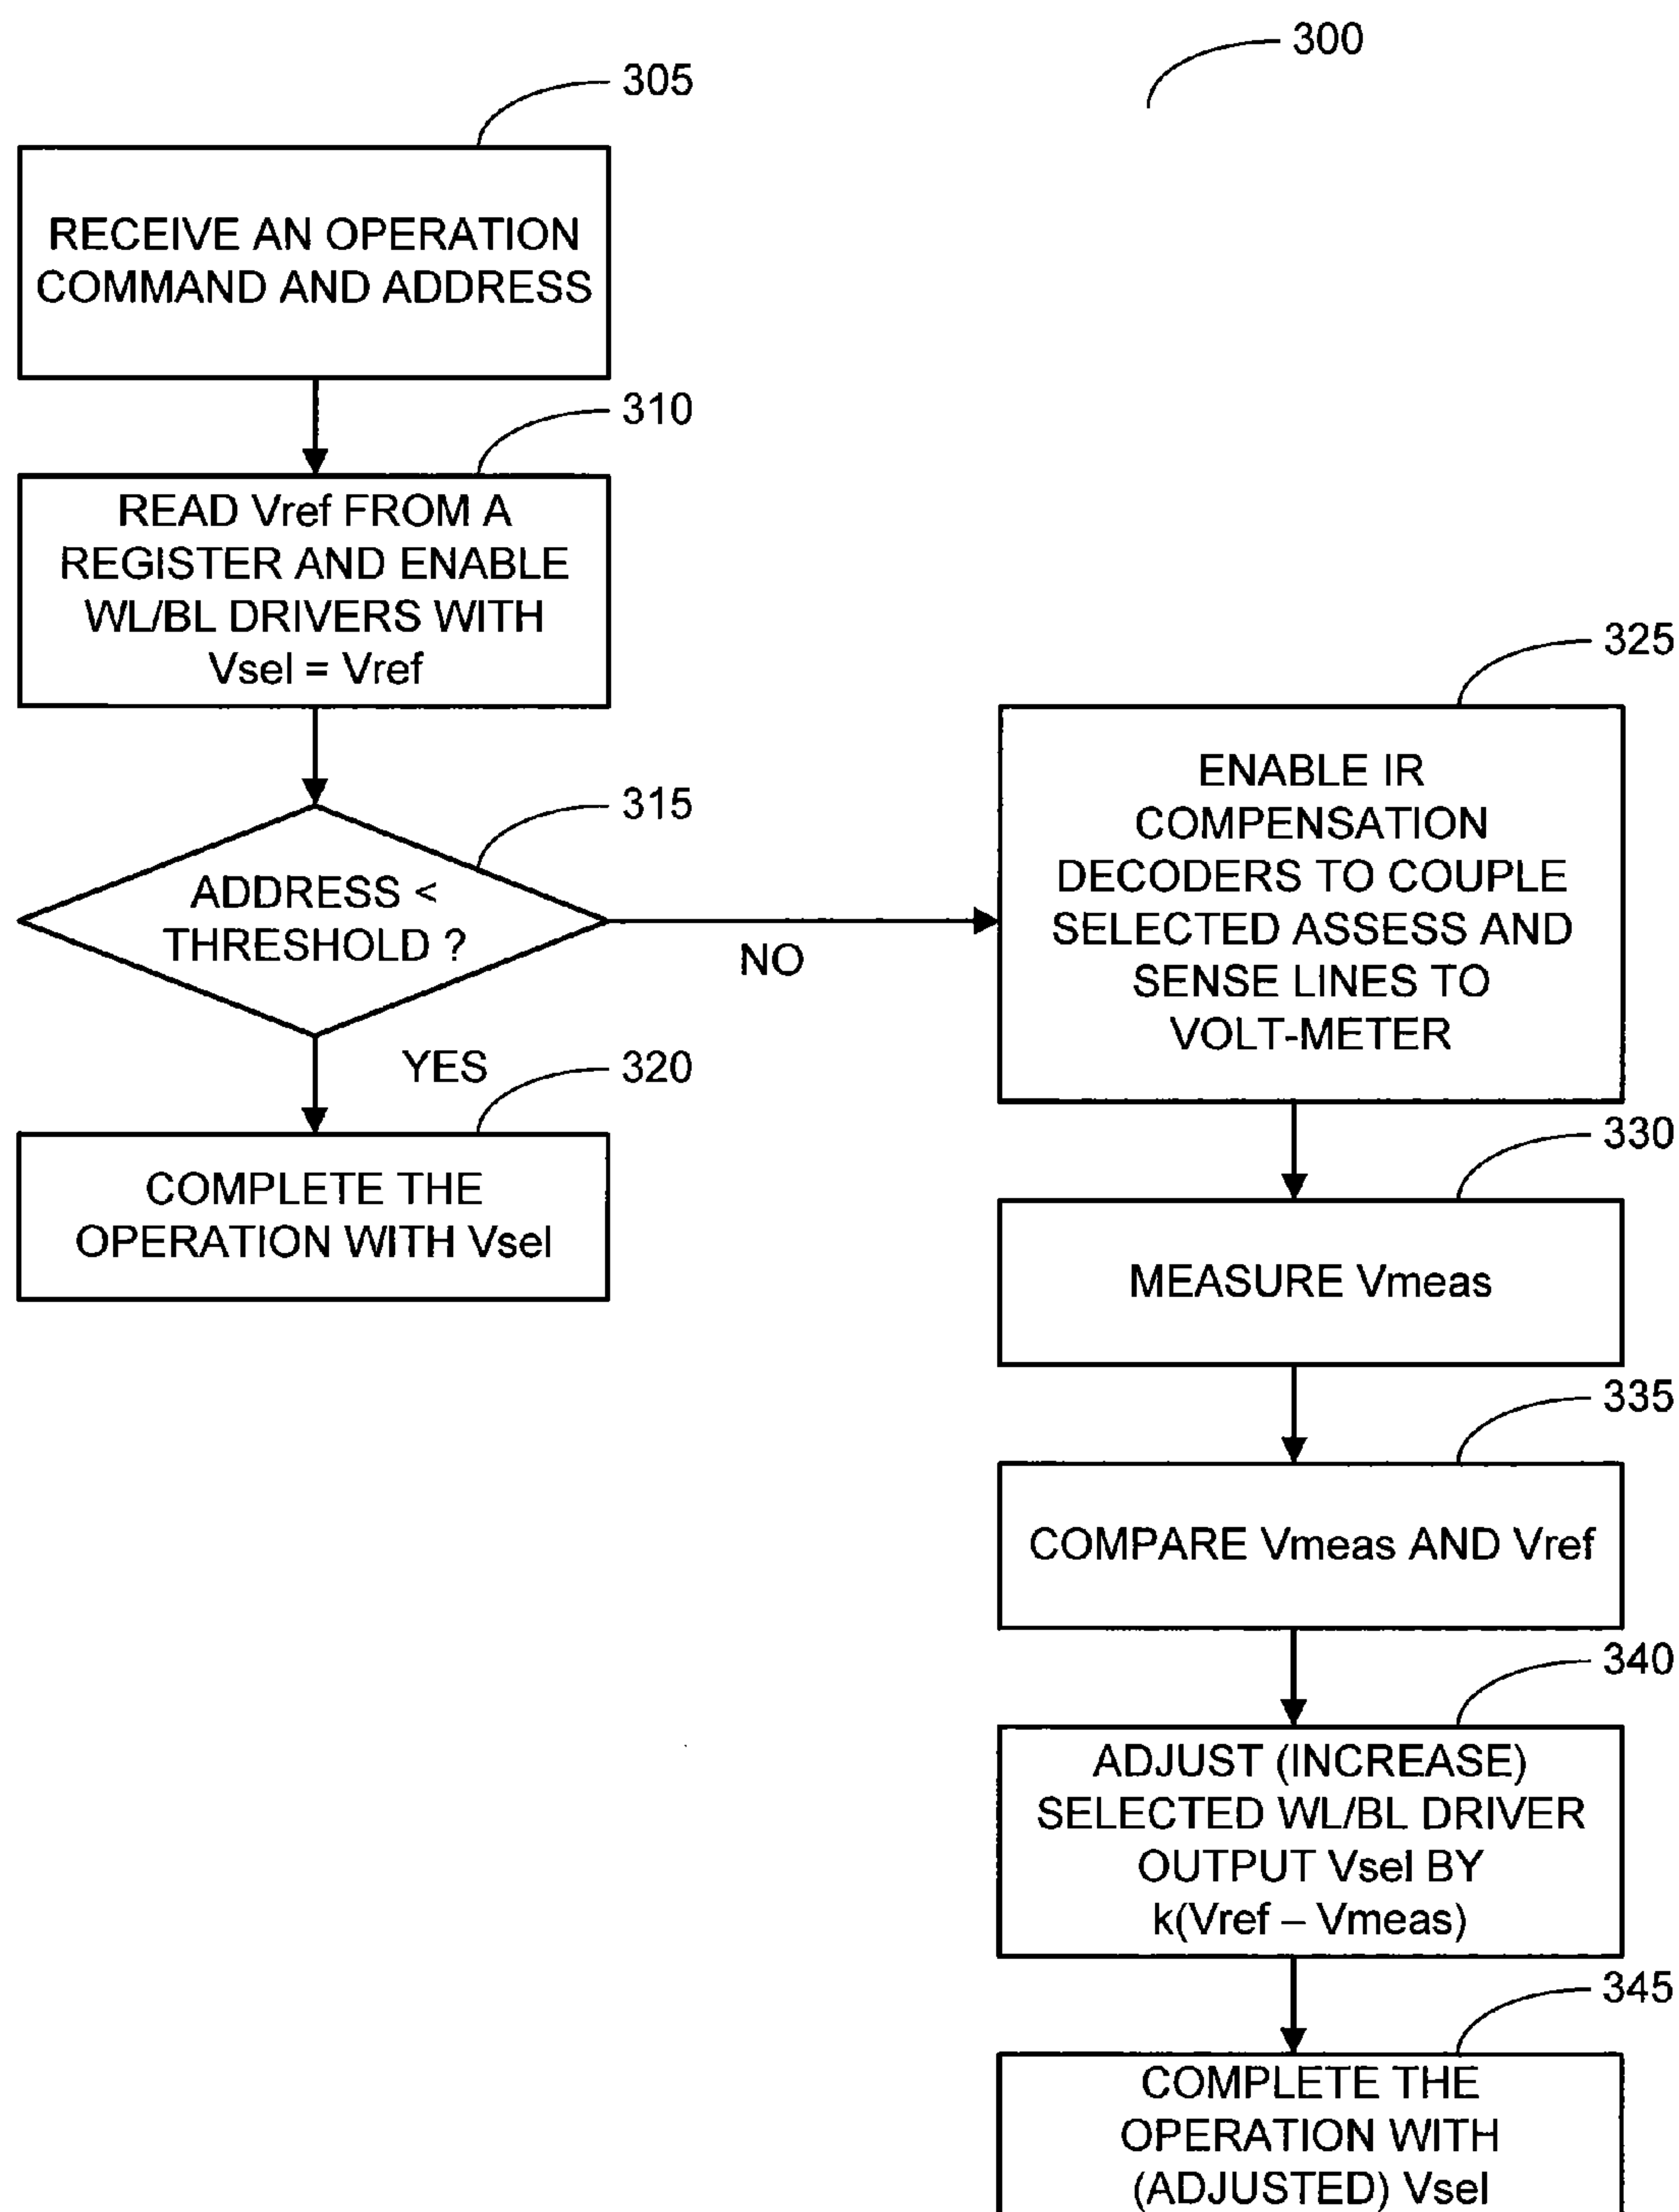 300
305
RECEIVE AN OPERATION
COMMAND AND ADDRESS
310
READ Vref FROM A
REGISTER AND ENABLE
WL/BL DRIVERS WITH
Vsel = Vref
315
ADDRESS <
THRESHOLD ?
NO
YES
320
COMPLETE THE
OPERATION WITH Vsel
325
ENABLE IR
COMPENSATION
DECODERS TO COUPLE
SELECTED ASSESS AND
SENSE LINES TO
VOLT-METER
330
MEASURE Vmeas
335
COMPARE Vmeas AND Vref
340
ADJUST (INCREASE)
SELECTED WL/BL DRIVER
OUTPUT Vsel BY
k(Vref – Vmeas)
345
COMPLETE THE
OPERATION WITH
(ADJUSTED) Vsel